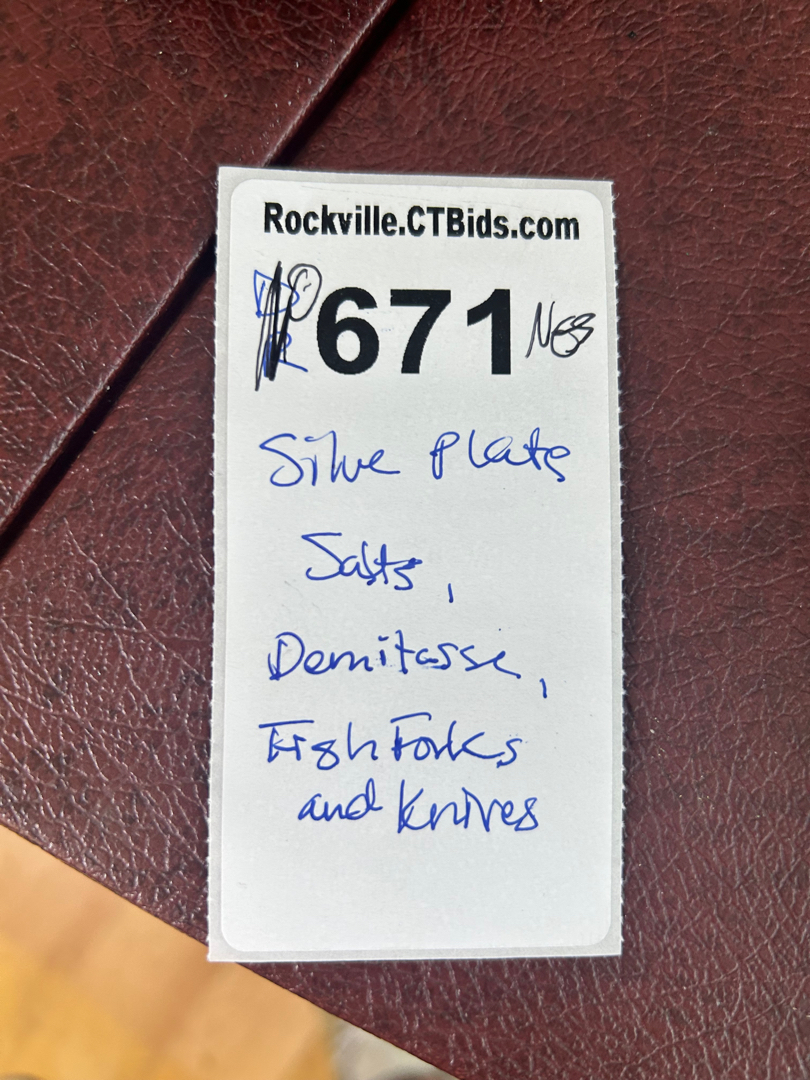 Rockville.CTBids.com
671
Silve Plate
Salts,
Demitasse,
Fish Forks
and Knives